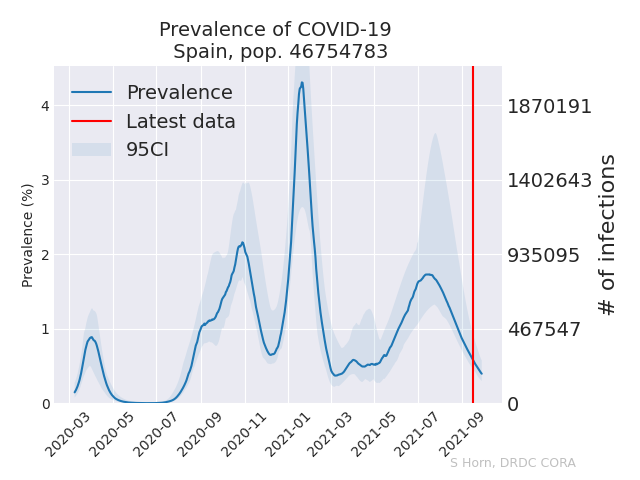 Prevalence of COVID-19
Spain, pop. 46754783
Prevalence
Latest data
95CI
Prevalence (%)
4
3
2
1
0
1870191
1402643
935095
467547
0
# of infections
2020-03
2020-05
2020-07
2020-09
2020-11
2021-01
2021-03
2021-05
2021-07
2021-09
S Horn, DRDC CORA